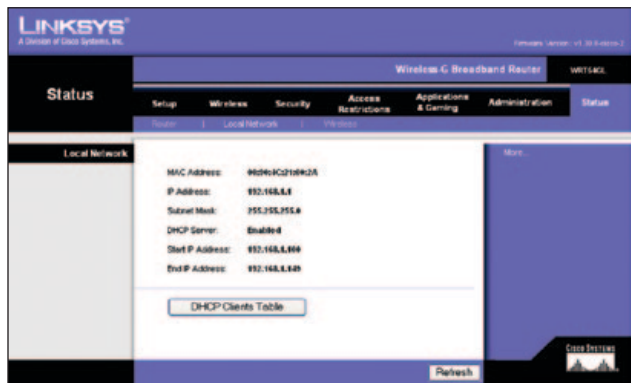 LINKSYS®
A Division of Cisco Systems, Inc.
Wireless-G Broadband Router WRT54GL
Status
Setup Wireless Security Access Restrictions Applications & Gaming Administration Status
Router | Local Network | Wireless
Local Network
More...
MAC Address:
IP Address: 192.168.1.1
Subnet Mask: 255.255.255.0
DHCP Server: Enabled
Start IP Address: 192.168.1.100
End IP Address: 192.168.1.149
DHCP Clients Table
Refresh
CISCO SYSTEMS